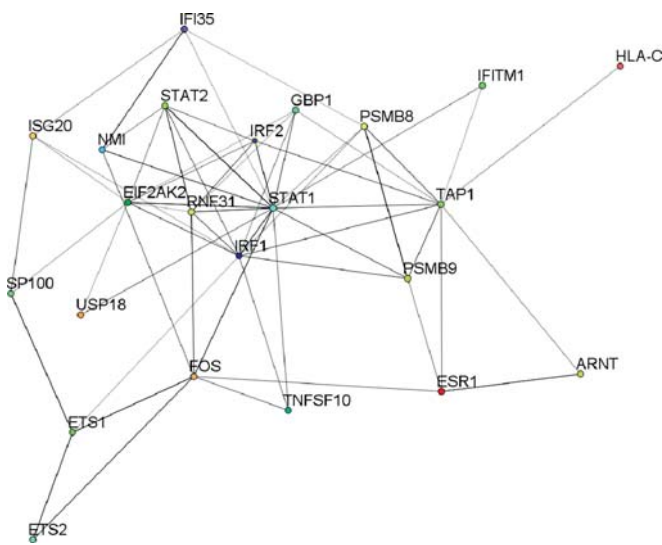 IFI35
HLA-C
IFITM1
STAT2
GBP1
PSMB8
ISG20
NMI
IRF2
EIF2AK2
RNF31
STAT1
TAP1
IRF1
PSMB9
SP100
USP18
FOS
ESR1
ARNT
TNFSF10
ETS1
ETS2